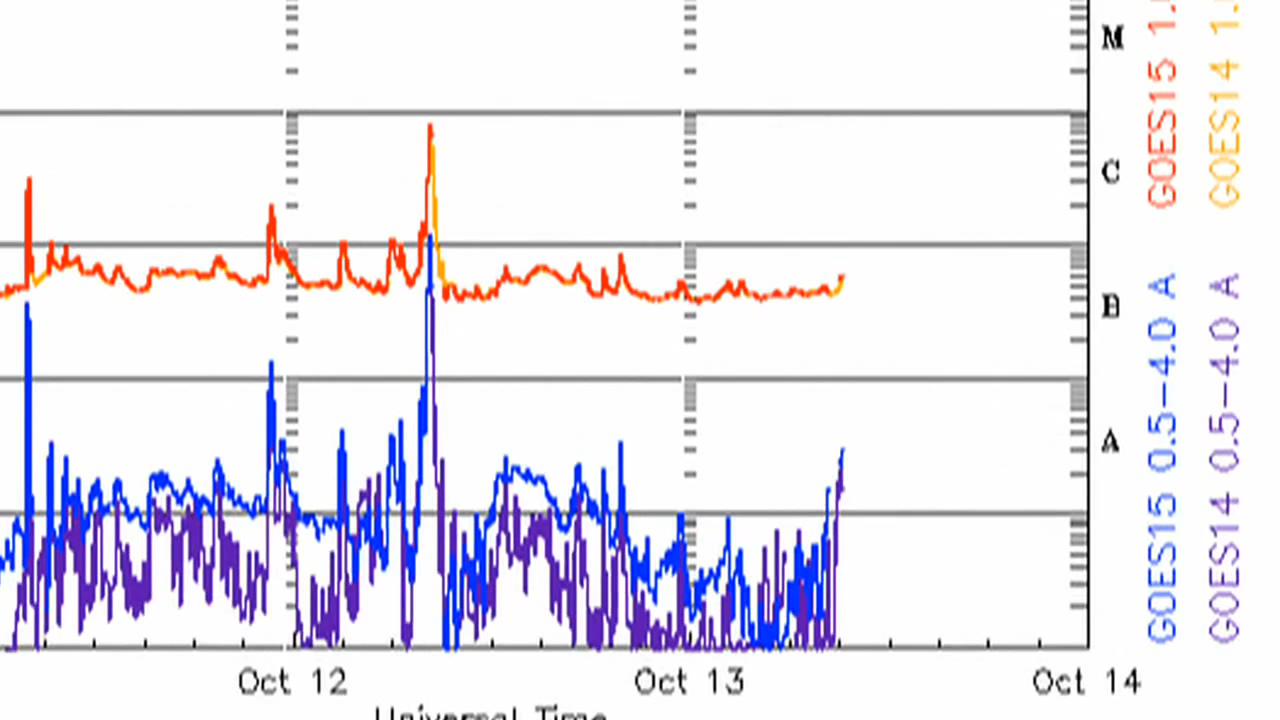 M
C
B
A
Oct 12 Oct 13 Oct 14
Universal Time
GOES15 0.5-4.0 A GOES15 1.
GOES14 0.5-4.0 A GOES14 1.